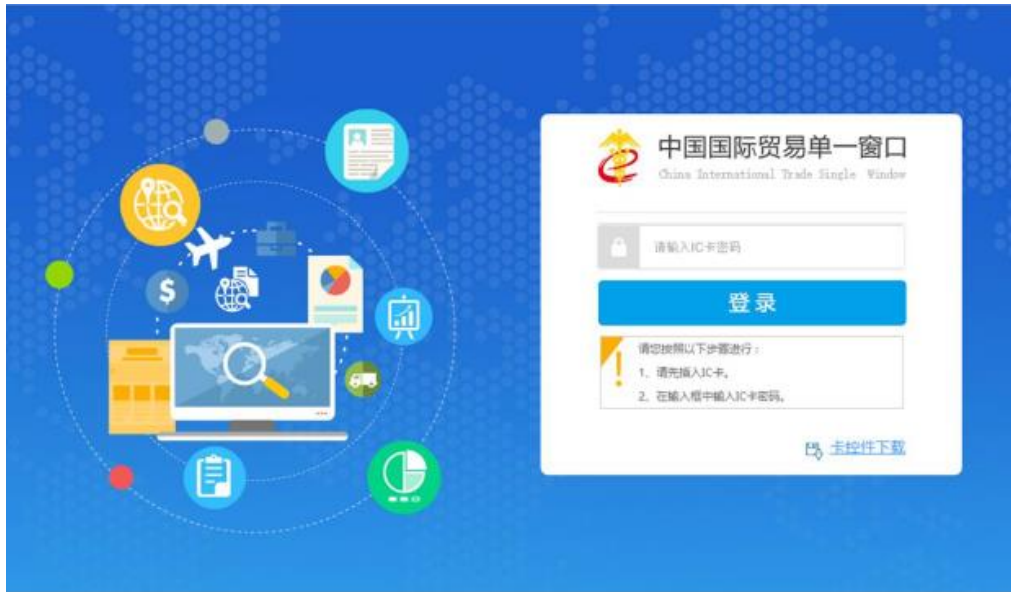 中国国际贸易单一窗口
China International Trade Single Window
请输入IC卡密码
登录
请您按照以下步骤进行：
1、请先插入IC卡。
2、在输入框中输入IC卡密码。
卡控件下载